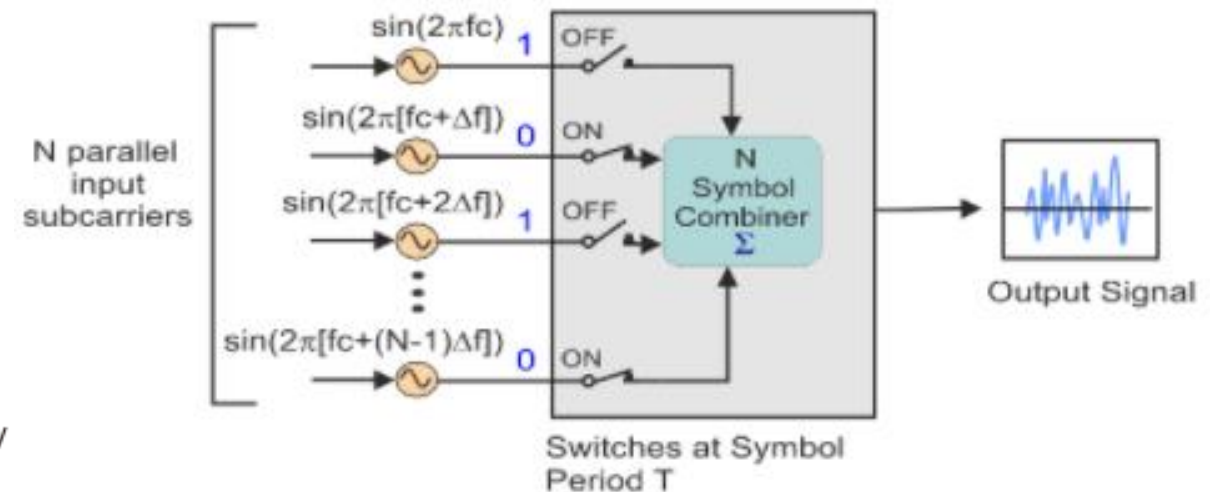 sin(2πfc)
1
OFF
sin(2π[fc+Δf])
0
ON
sin(2π[fc+2Δf])
1
OFF
sin(2π[fc+(N-1)Δf])
0
ON
N parallel
input
subcarriers
N
Symbol
Combiner
Σ
Output Signal
Switches at Symbol
Period T